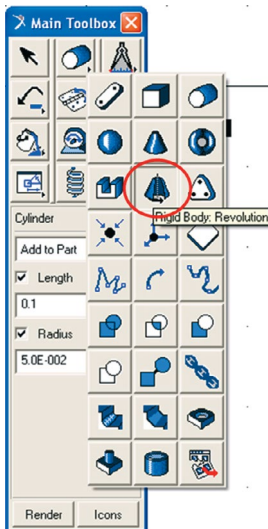 Main Toolbox
Rigid Body: Revolution
Cylinder
Add to Part
Length
0.1
Radius
5.0E-002
Render Icons